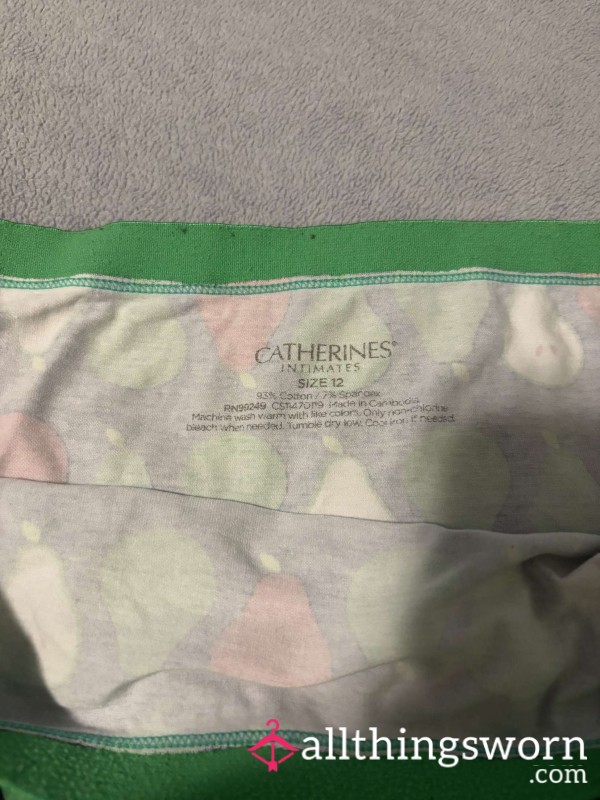 CATHERINES®
INTIMATES
SIZE 12
93% Cotton / 7% Spandex
RN99249 CS11470119 Made in Cambodia
Machine wash warm with like colors. Only non-chlorine
bleach when needed. Tumble dry low. Cool iron if needed.
allthingsworn
.com